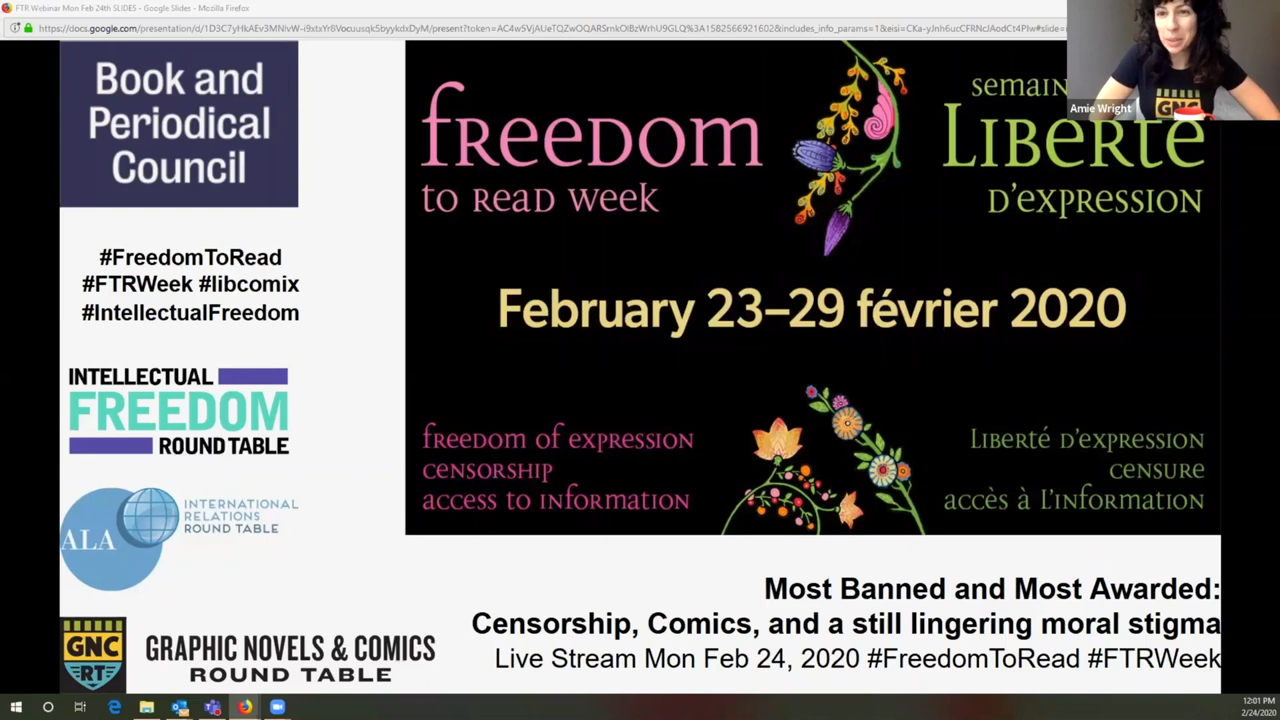 FTR Webinar Mon Feb 24th SLIDES - Google Slides - Mozilla Firefox
Book and
Periodical
Council
#FreedomToRead
#FTRWeek #libcomix
#IntellectualFreedom
INTELLECTUAL
FREEDOM
ROUND TABLE
ALA
INTERNATIONAL
RELATIONS
ROUND TABLE
GNC
RT
GRAPHIC NOVELS & COMICS
ROUND TABLE
freedom
to read week
semain
Liberté
d'expression
February 23–29 février 2020
freedom of expression
censorship
access to information
Liberté d'expression
censure
accès à l'information
Amie Wright
GNC
Most Banned and Most Awarded:
Censorship, Comics, and a still lingering moral stigma
Live Stream Mon Feb 24, 2020 #FreedomToRead #FTRWeek
12:01 PM
2/24/2020